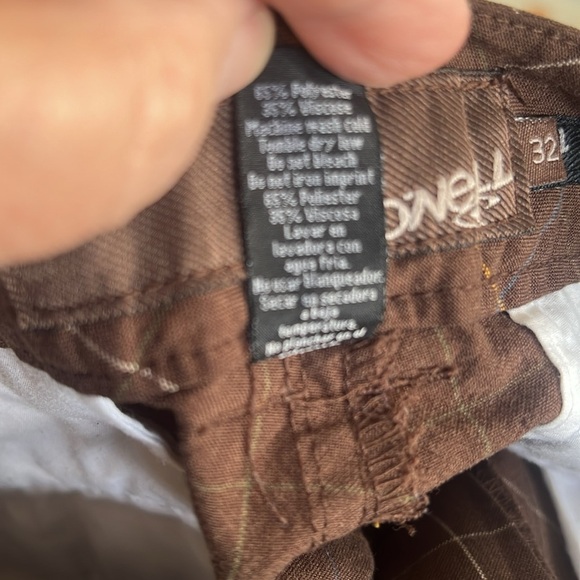 65% Polyester
35% Viscose
Machine wash cold
Tumble dry low
Do not bleach
Do not iron imprint
65% Poliester
35% Viscosa
Lavar en
lavadora con
agua fria.
No usar blanqueador
Secar en secadora
a baja
temperatura
No planchar en el
O'NEILL
32